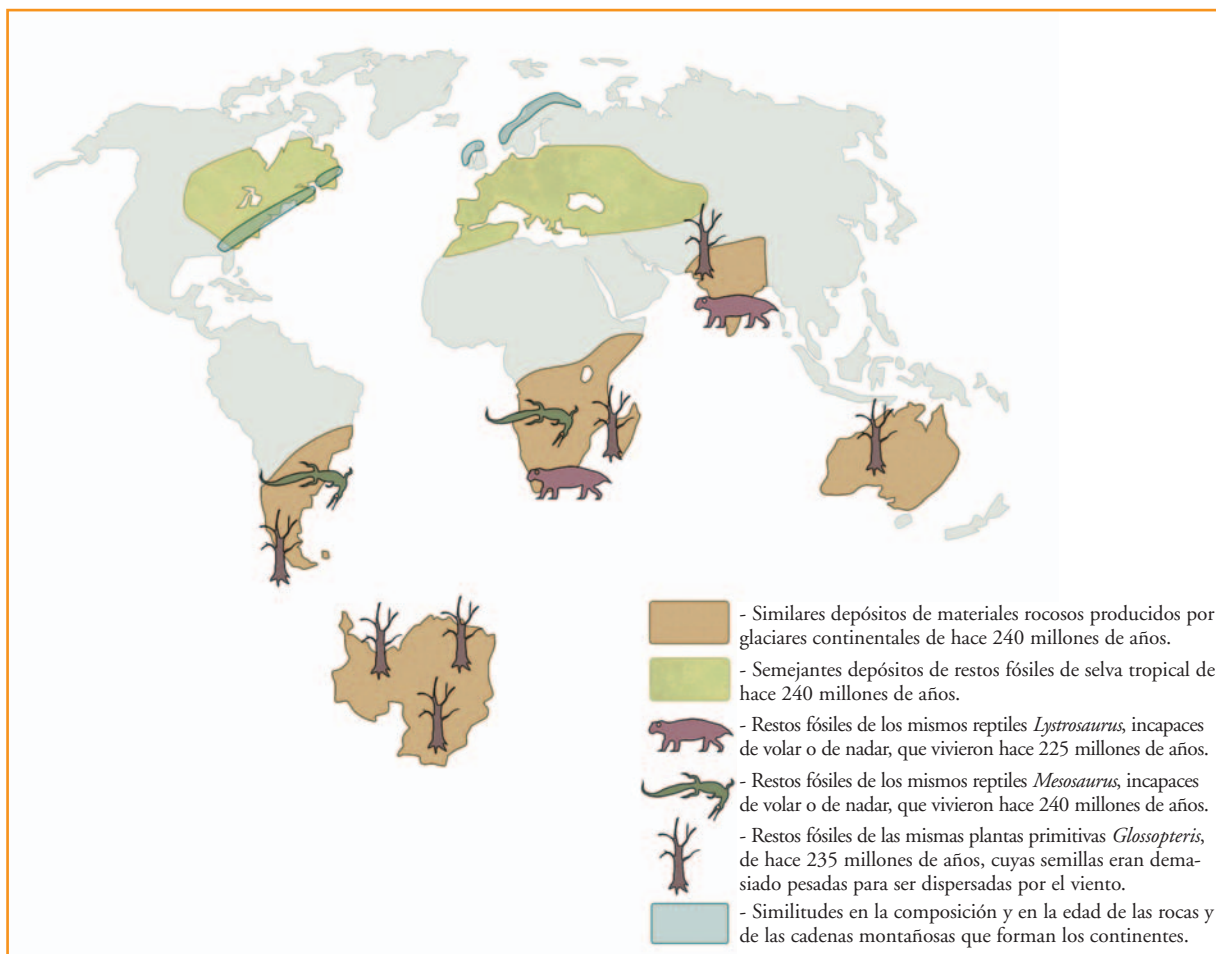 - Similares depósitos de materiales rocosos producidos por
glaciares continentales de hace 240 millones de años.
- Semejantes depósitos de restos fósiles de selva tropical de
hace 240 millones de años.
- Restos fósiles de los mismos reptiles Lystrosaurus, incapaces
de volar o de nadar, que vivieron hace 225 millones de años.
- Restos fósiles de los mismos reptiles Mesosaurus, incapaces
de volar o de nadar, que vivieron hace 240 millones de años.
- Restos fósiles de las mismas plantas primitivas Glossopteris,
de hace 235 millones de años, cuyas semillas eran dema-
siado pesadas para ser dispersadas por el viento.
- Similitudes en la composición y en la edad de las rocas y
de las cadenas montañosas que forman los continentes.